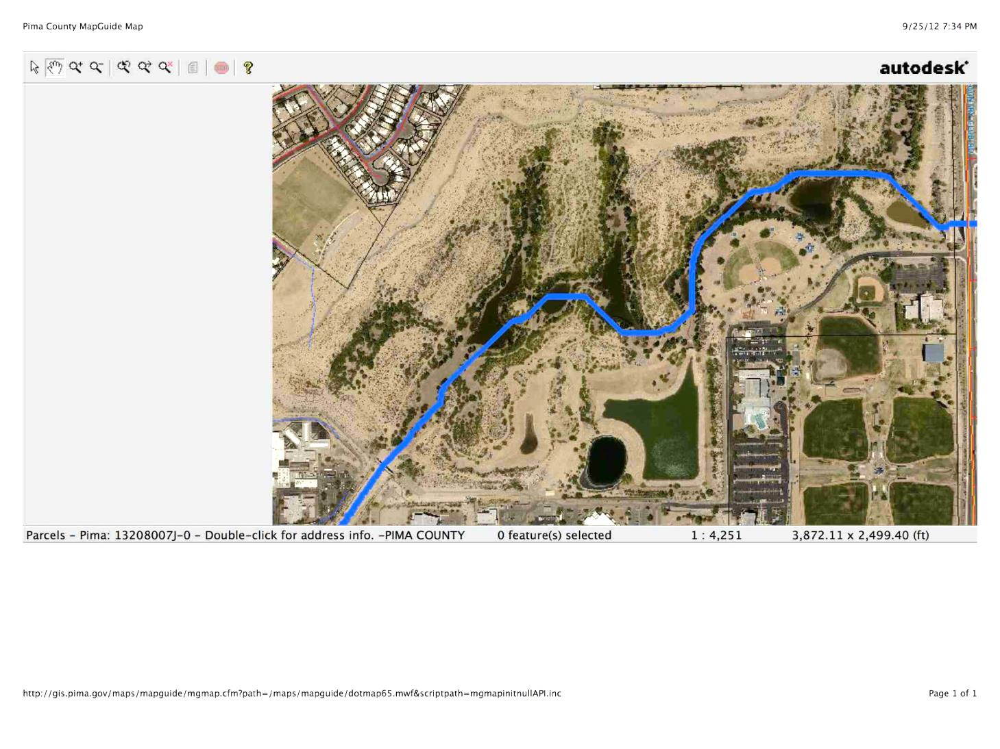 Pima County MapGuide Map
9/25/12 7:34 PM
autodesk
Parcels - Pima: 13208007J-0 - Double-click for address info. -PIMA COUNTY
0 feature(s) selected
1 : 4,251
3,872.11 x 2,499.40 (ft)
http://gis.pima.gov/maps/mapguide/mgmap.cfm?path=/maps/mapguide/dotmap65.mwf&scriptpath=mgmapinitnullAPI.inc
Page 1 of 1